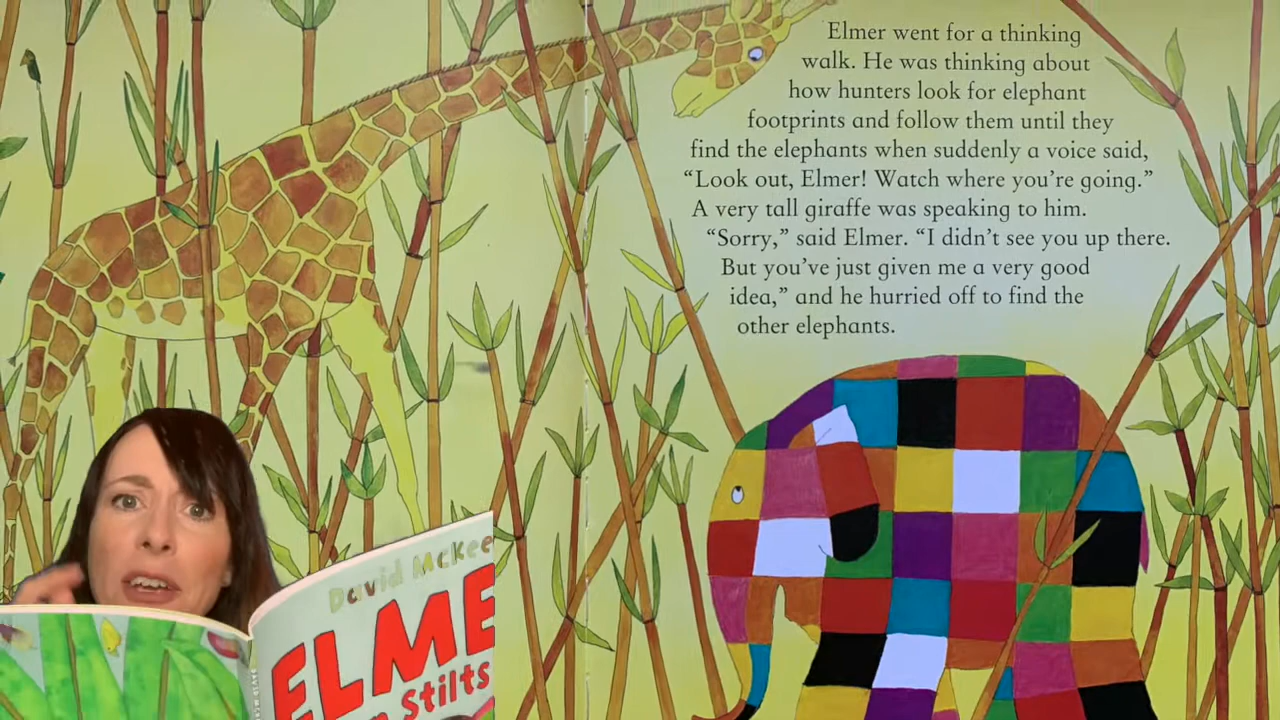 Elmer went for a thinking
walk. He was thinking about
how hunters look for elephant
footprints and follow them until they
find the elephants when suddenly a voice said,
“Look out, Elmer! Watch where you’re going.”
A very tall giraffe was speaking to him.
“Sorry,” said Elmer. “I didn’t see you up there.
But you’ve just given me a very good
idea,” and he hurried off to find the
other elephants.
David McKee
ELME
Stilts